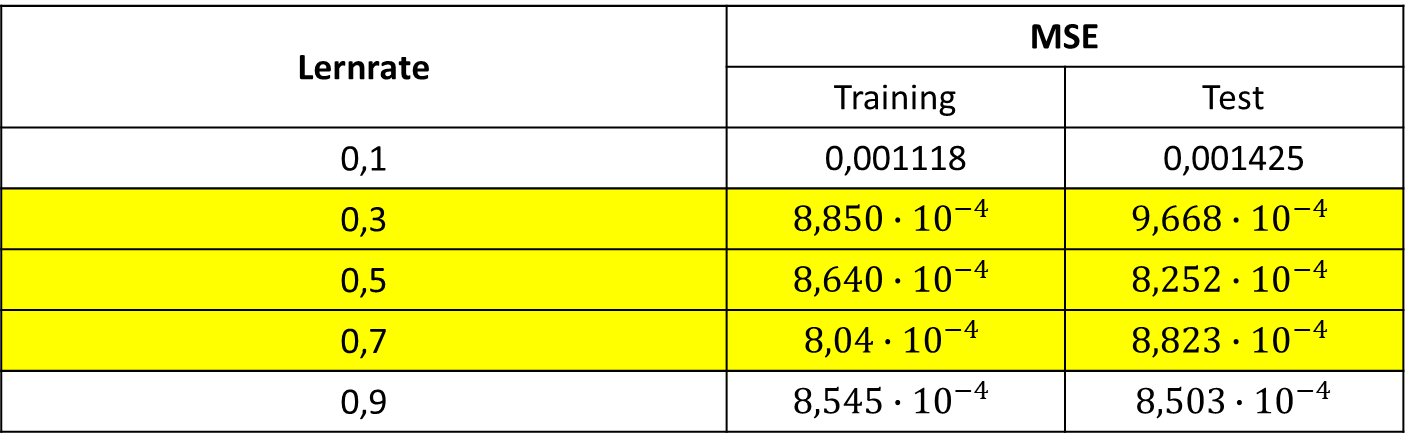 Lernrate MSE
Training Test
0,1 0,001118 0,001425
0,3 8,850 · 10⁻⁴ 9,668 · 10⁻⁴
0,5 8,640 · 10⁻⁴ 8,252 · 10⁻⁴
0,7 8,04 · 10⁻⁴ 8,823 · 10⁻⁴
0,9 8,545 · 10⁻⁴ 8,503 · 10⁻⁴